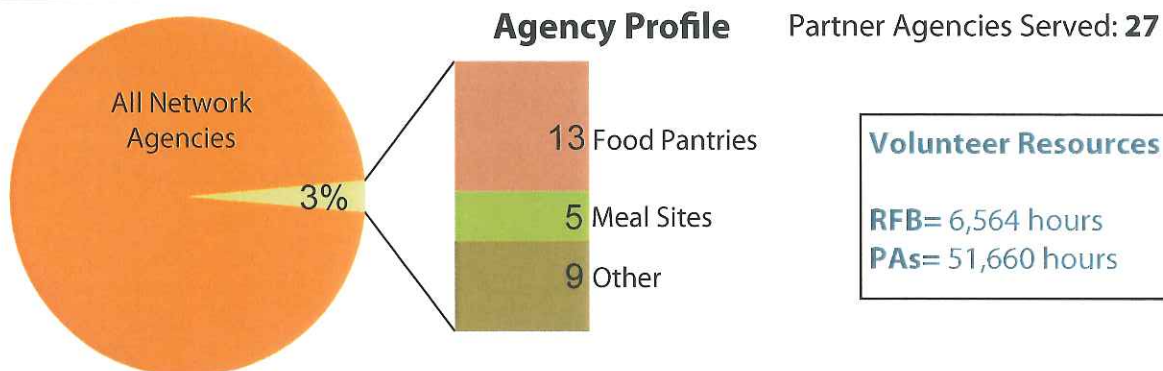 Agency Profile
Partner Agencies Served: 27
All Network
Agencies
3%
13 Food Pantries
5 Meal Sites
9 Other
Volunteer Resources
RFB= 6,564 hours
PAs= 51,660 hours